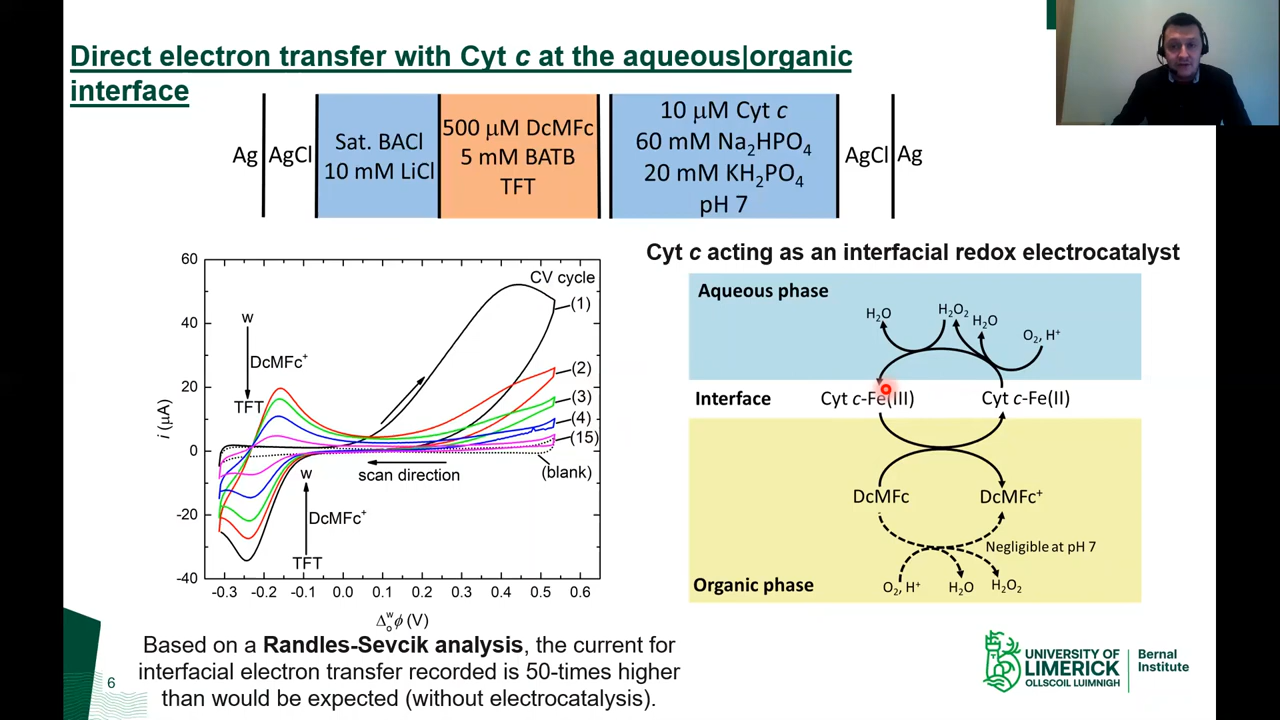 Direct electron transfer with Cyt c at the aqueous|organic
interface
Ag
AgCl
Sat. BACl
10 mM LiCl
500 μM DcMFc
5 mM BATB
TFT
10 μM Cyt c
60 mM Na₂HPO₄
20 mM KH₂PO₄
pH 7
AgCl
Ag
60
40
20
0
-20
-40
i (μA)
-0.3 -0.2 -0.1 0.0 0.1 0.2 0.3 0.4 0.5 0.6
Δₒʷϕ (V)
CV cycle
(1)
(2)
(3)
(4)
(15)
(blank)
w
DcMFc⁺
TFT
scan direction
w
DcMFc⁺
TFT
Cyt c acting as an interfacial redox electrocatalyst
Aqueous phase
H₂O
H₂O₂
H₂O
O₂, H⁺
Interface
Cyt c-Fe(III)
Cyt c-Fe(II)
DcMFc
DcMFc⁺
Negligible at pH 7
Organic phase
O₂, H⁺
H₂O
H₂O₂
Based on a Randles-Sevcik analysis, the current for
interfacial electron transfer recorded is 50-times higher
than would be expected (without electrocatalysis).
6
UNIVERSITY OF
LIMERICK
OLLSCOIL LUIMNIGH
Bernal
Institute